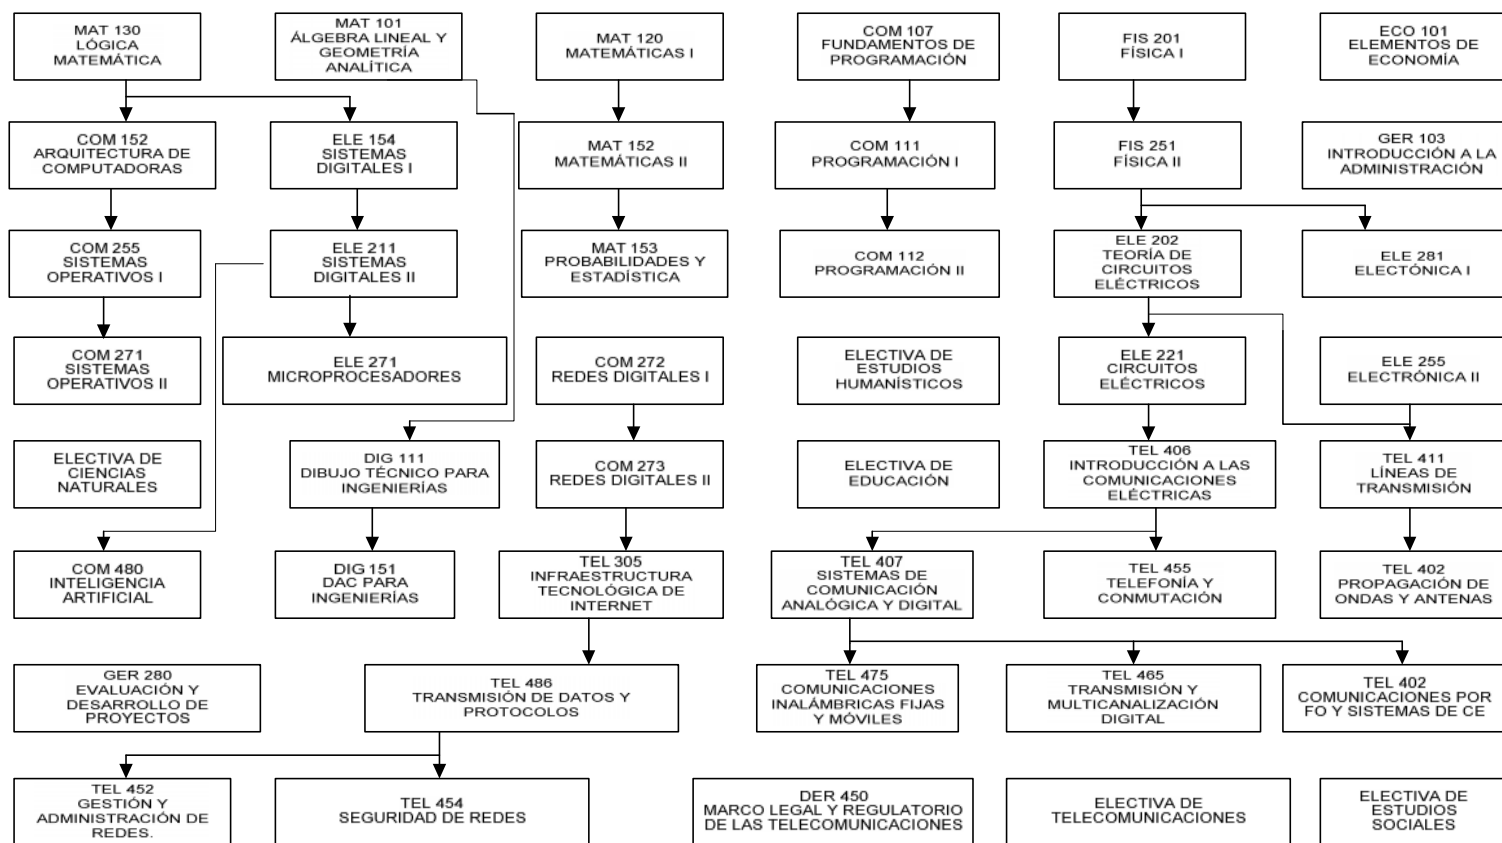 MAT 130
LÓGICA
MATEMÁTICA
MAT 101
ÁLGEBRA LINEAL Y
GEOMETRÍA
ANALÍTICA
MAT 120
MATEMÁTICAS I
COM 107
FUNDAMENTOS DE
PROGRAMACIÓN
FIS 201
FÍSICA I
ECO 101
ELEMENTOS DE
ECONOMÍA
COM 152
ARQUITECTURA DE
COMPUTADORAS
ELE 154
SISTEMAS
DIGITALES I
MAT 152
MATEMÁTICAS II
COM 111
PROGRAMACIÓN I
FIS 251
FÍSICA II
GER 103
INTRODUCCIÓN A LA
ADMINISTRACIÓN
COM 255
SISTEMAS
OPERATIVOS I
ELE 211
SISTEMAS
DIGITALES II
MAT 153
PROBABILIDADES Y
ESTADÍSTICA
COM 112
PROGRAMACIÓN II
ELE 202
TEORÍA DE
CIRCUITOS
ELÉCTRICOS
ELE 281
ELECTÓNICA I
COM 271
SISTEMAS
OPERATIVOS II
ELE 271
MICROPROCESADORES
COM 272
REDES DIGITALES I
ELECTIVA DE
ESTUDIOS
HUMANÍSTICOS
ELE 221
CIRCUITOS
ELÉCTRICOS
ELE 255
ELECTRÓNICA II
ELECTIVA DE
CIENCIAS
NATURALES
DIG 111
DIBUJO TÉCNICO PARA
INGENIERÍAS
COM 273
REDES DIGITALES II
ELECTIVA DE
EDUCACIÓN
TEL 406
INTRODUCCIÓN A LAS
COMUNICACIONES
ELÉCTRICAS
TEL 411
LÍNEAS DE
TRANSMISIÓN
COM 480
INTELIGENCIA
ARTIFICIAL
DIG 151
DAC PARA
INGENIERÍAS
TEL 305
INFRAESTRUCTURA
TECNOLÓGICA DE
INTERNET
TEL 407
SISTEMAS DE
COMUNICACIÓN
ANALÓGICA Y DIGITAL
TEL 455
TELEFONÍA Y
CONMUTACIÓN
TEL 402
PROPAGACIÓN DE
ONDAS Y ANTENAS
GER 280
EVALUACIÓN Y
DESARROLLO DE
PROYECTOS
TEL 486
TRANSMISIÓN DE DATOS Y
PROTOCOLOS
TEL 475
COMUNICACIONES
INALÁMBRICAS FIJAS
Y MÓVILES
TEL 465
TRANSMISIÓN Y
MULTICANALIZACIÓN
DIGITAL
TEL 402
COMUNICACIONES POR
FO Y SISTEMAS DE CE
TEL 452
GESTIÓN Y
ADMINISTRACIÓN DE
REDES.
TEL 454
SEGURIDAD DE REDES
DER 450
MARCO LEGAL Y REGULATORIO
DE LAS TELECOMUNICACIONES
ELECTIVA DE
TELECOMUNICACIONES
ELECTIVA DE
ESTUDIOS
SOCIALES